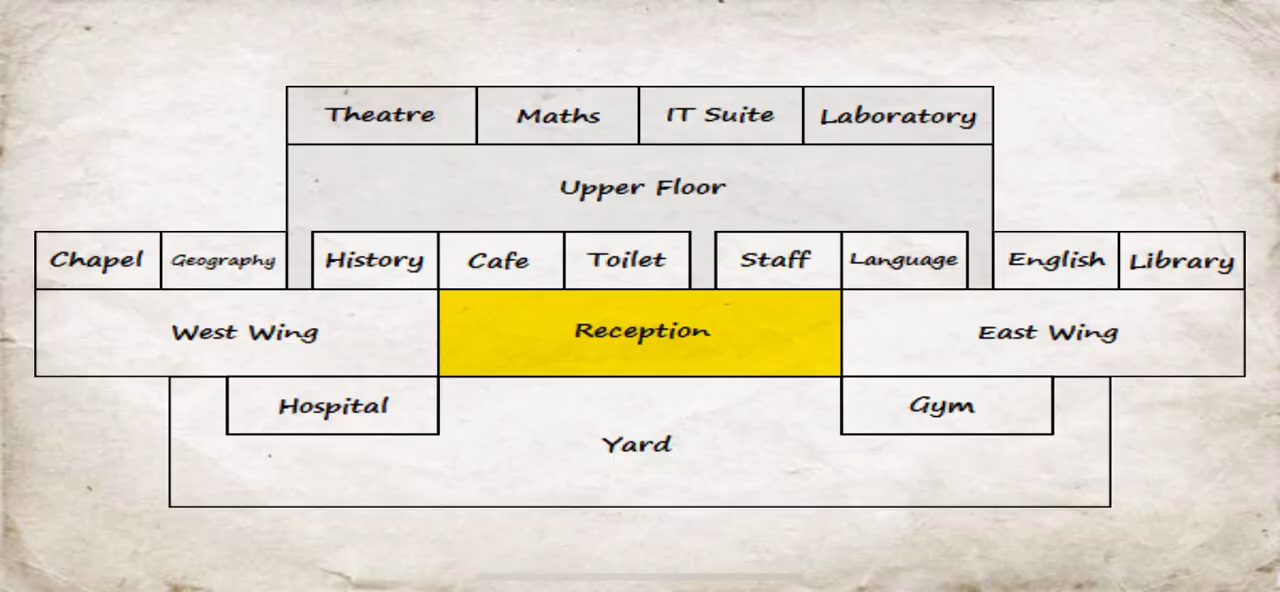 Theatre
Maths
IT Suite
Laboratory
Upper Floor
Chapel
Geography
History
Cafe
Toilet
Staff
Language
English
Library
West Wing
Reception
East Wing
Hospital
Gym
Yard